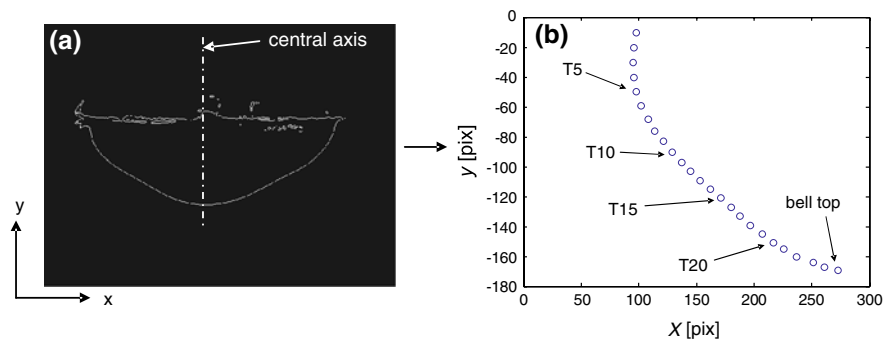 (a)
central axis
y
x
(b)
0
-20
-40
-60
-80
-100
-120
-140
-160
-180
y [pix]
T5
T10
T15
T20
bell top
0
50
100
150
200
250
300
X [pix]